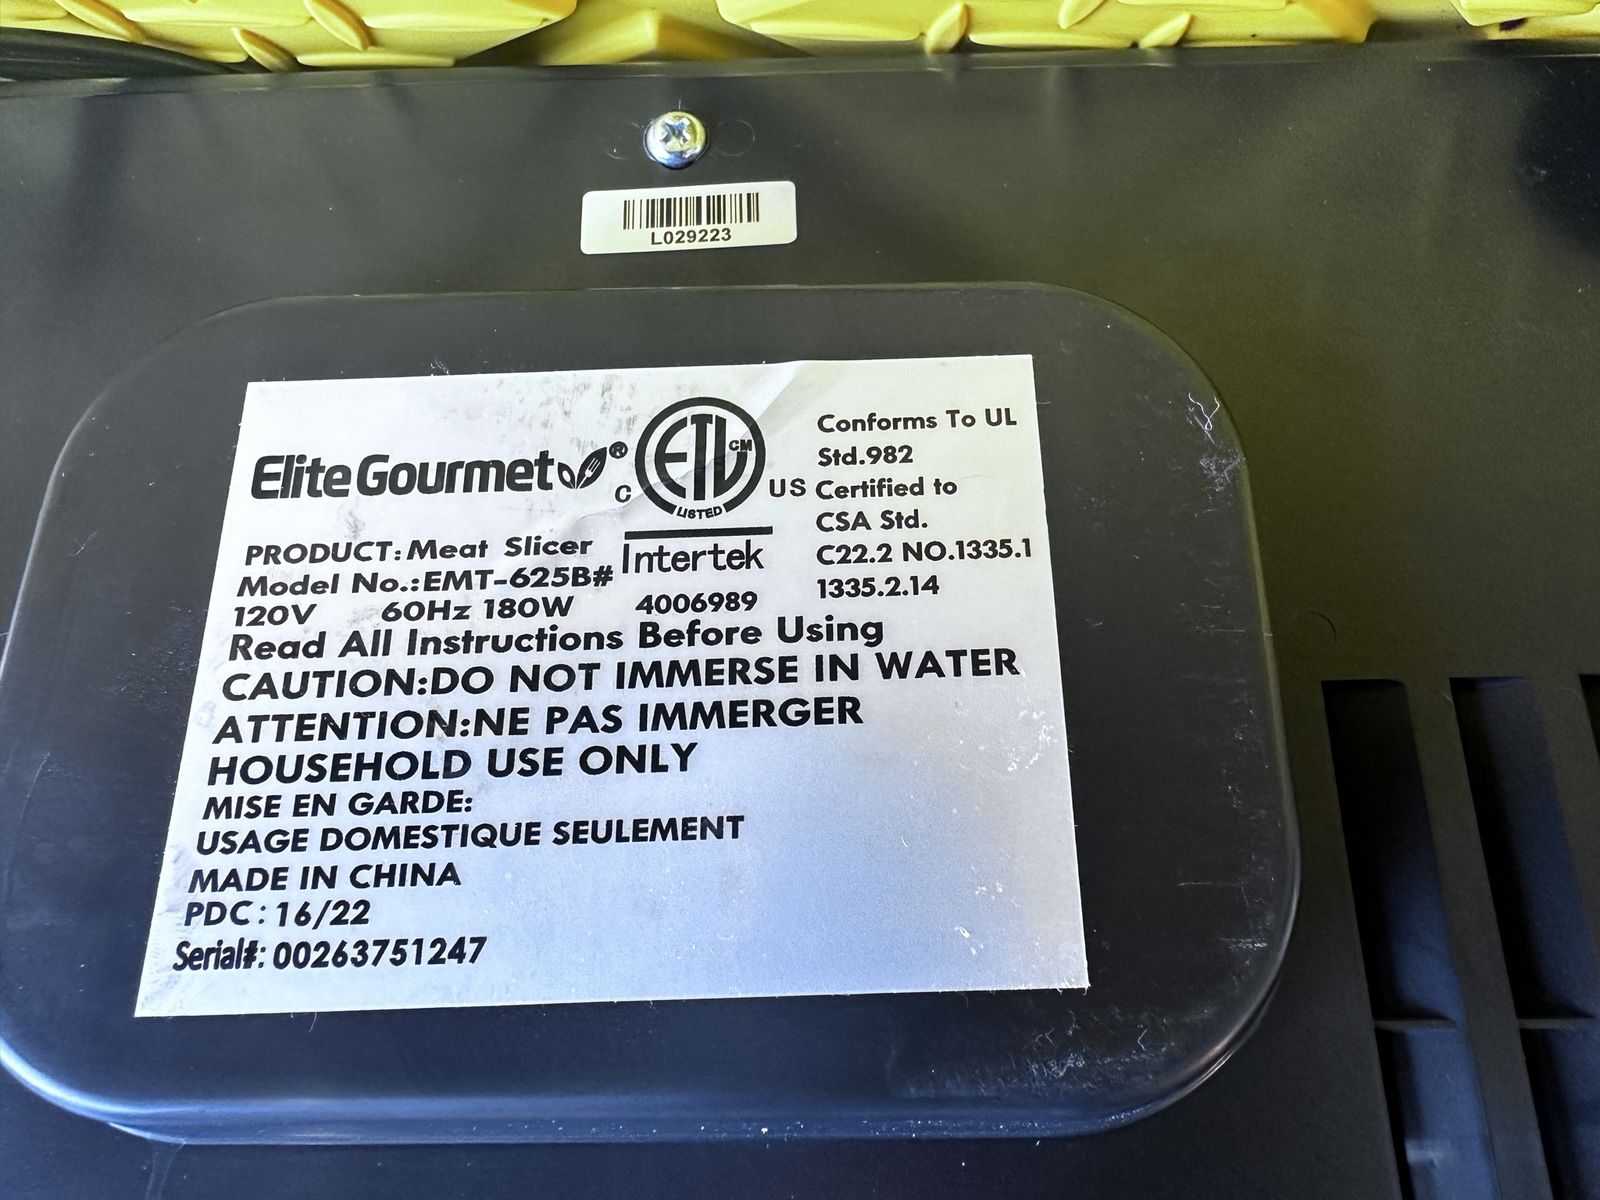 L029223
Elite Gourmet®
C ETL CM US
LISTED
Intertek
4006989
Conforms To UL
Std.982
Certified to
CSA Std.
C22.2 NO.1335.1
1335.2.14
PRODUCT:Meat Slicer
Model No.:EMT-625B#
120V 60Hz 180W
Read All Instructions Before Using
CAUTION:DO NOT IMMERSE IN WATER
ATTENTION:NE PAS IMMERGER
HOUSEHOLD USE ONLY
MISE EN GARDE:
USAGE DOMESTIQUE SEULEMENT
MADE IN CHINA
PDC: 16/22
Serial#: 00263751247